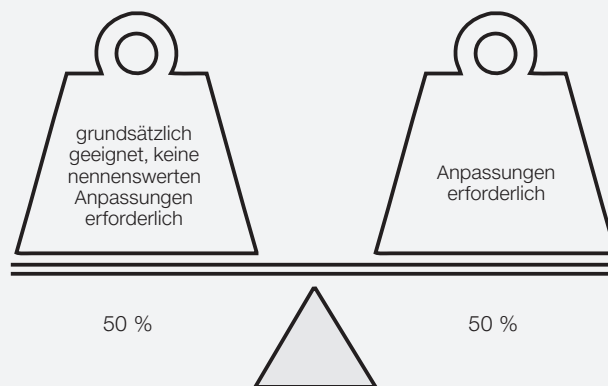 grundsätzlich
geeignet, keine
nennenswerten
Anpassungen
erforderlich
Anpassungen
erforderlich
50 %
50 %